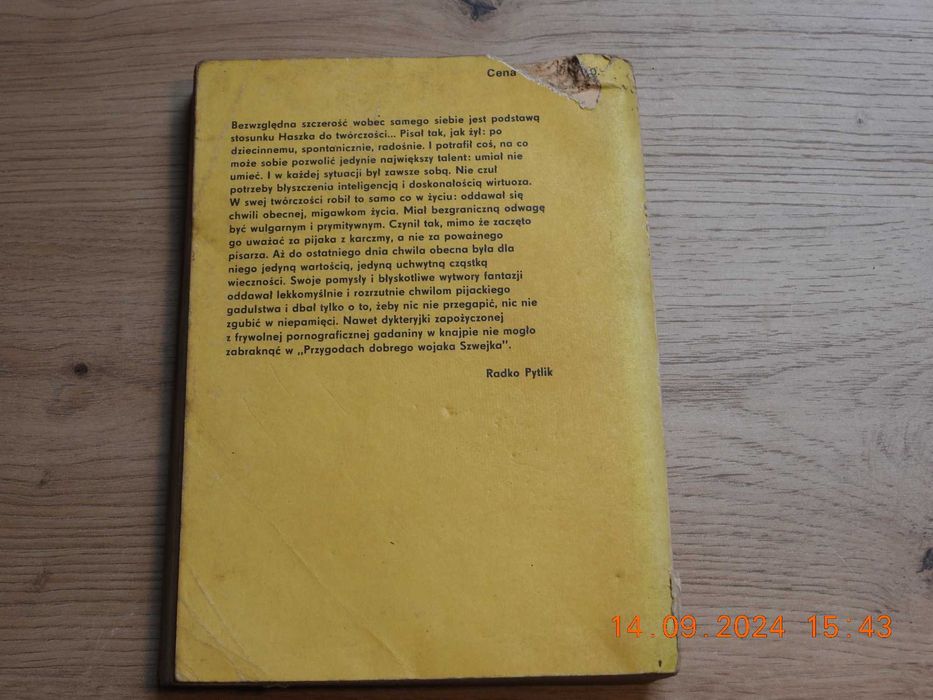 Cena
Bezwzględna szczerość wobec samego siebie jest podstawą
stosunku Haszka do twórczości... Pisał tak, jak żył: po
dziecinnemu, spontanicznie, radośnie. I potrafił coś, na co
może sobie pozwolić jedynie największy talent: umiał nie
umieć. I w każdej sytuacji był zawsze sobą. Nie czuł
potrzeby błyszczenia inteligencją i doskonałością wirtuoza.
W swej twórczości robił to samo co w życiu: oddawał się
chwili obecnej, migawkom życia. Miał bezgraniczną odwagę
być wulgarnym i prymitywnym. Czynił tak, mimo że zaczęto
go uważać za pijaka z karczmy, a nie za poważnego
pisarza. Aż do ostatniego dnia chwila obecna była dla
niego jedyną wartością, jedyną uchwytną cząstką
wieczności. Swoje pomysły i błyskotliwe wytwory fantazji
oddawał lekkomyślnie i rozrzutnie chwilom pijackiego
gadulstwa i dbał tylko o to, żeby nic nie przegapić, nic nie
zgubić w niepamięci. Nawet dykteryjki zapożyczonej
z frywolnej pornograficznej gadaniny w knajpie nie mogło
zabraknąć w „Przygodach dobrego wojaka Szwejka".
Radko Pytlik
14.09.2024 15:43